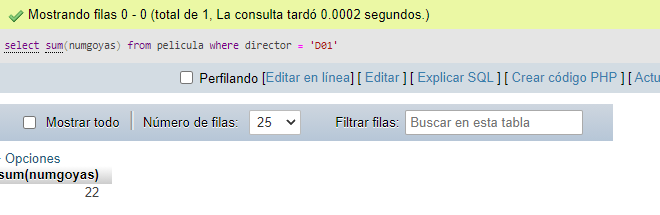 Mostrando filas 0 - 0 (total de 1, La consulta tardó 0.0002 segundos.)
select sum(numgoyas) from pelicula where director = 'D01'
Perfilando [Editar en línea] [ Editar ] [ Explicar SQL ] [ Crear código PHP ] [ Actu
Mostrar todo Número de filas: 25 Filtrar filas: Buscar en esta tabla
Opciones
sum(numgoyas)
22